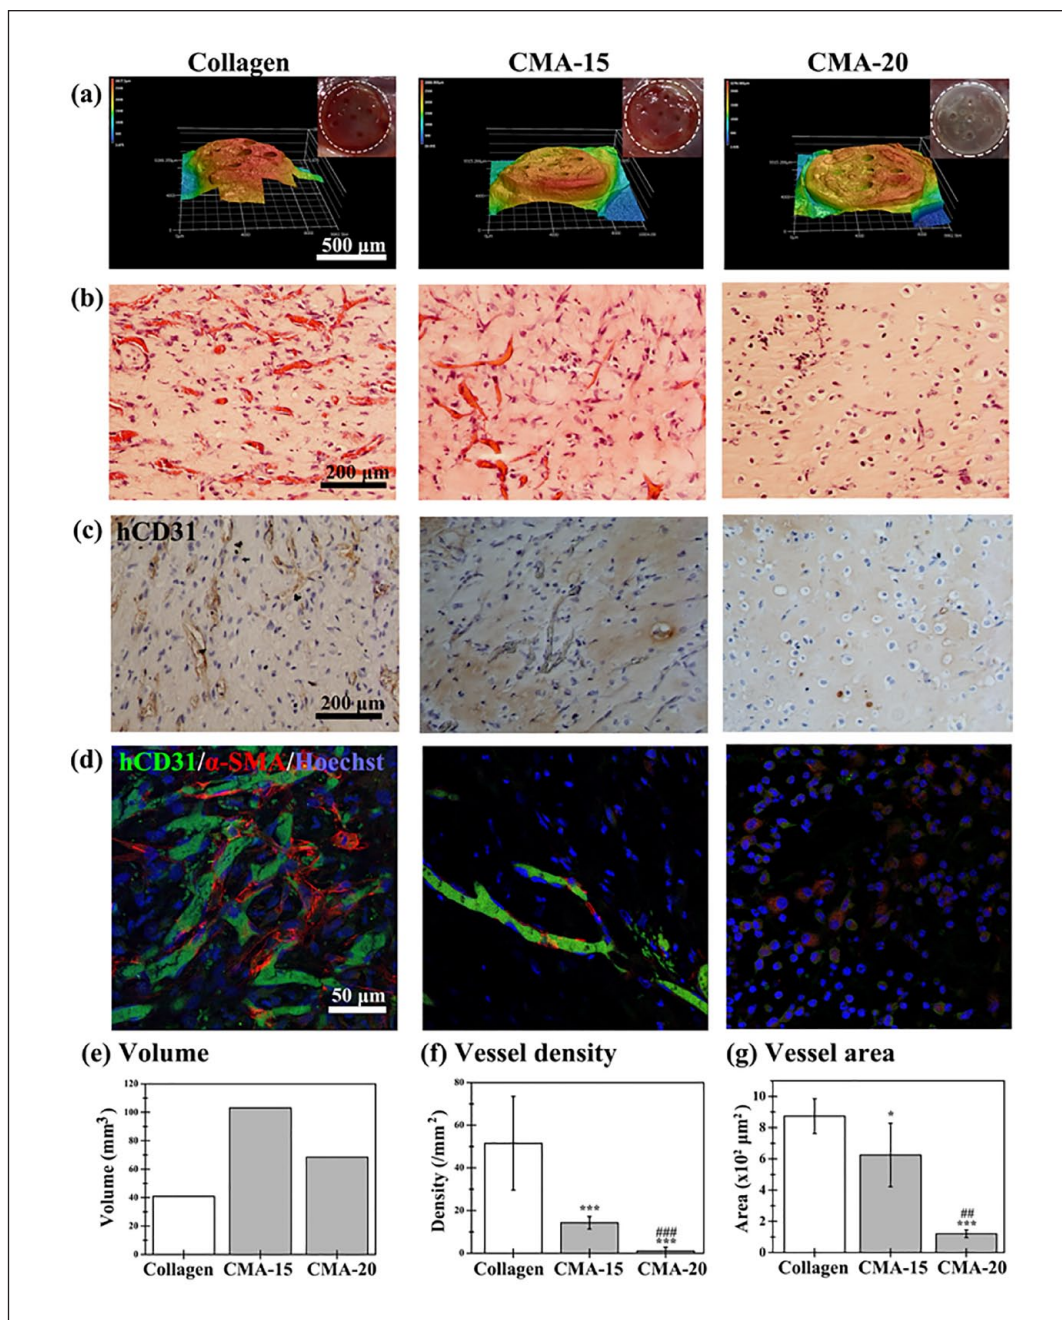 Collagen CMA-15 CMA-20
(a)
500 µm
(b)
200 µm
(c) hCD31
200 µm
(d) hCD31/α-SMA/Hoechst
50 µm
(e) Volume (f) Vessel density (g) Vessel area
Volume (mm³)
120
100
80
60
40
20
0
Collagen CMA-15 CMA-20
Density (/mm²)
80
60
40
20
0
***
###
***
Collagen CMA-15 CMA-20
Area (x10² µm²)
10
8
6
4
2
0
*
##
***
Collagen CMA-15 CMA-20